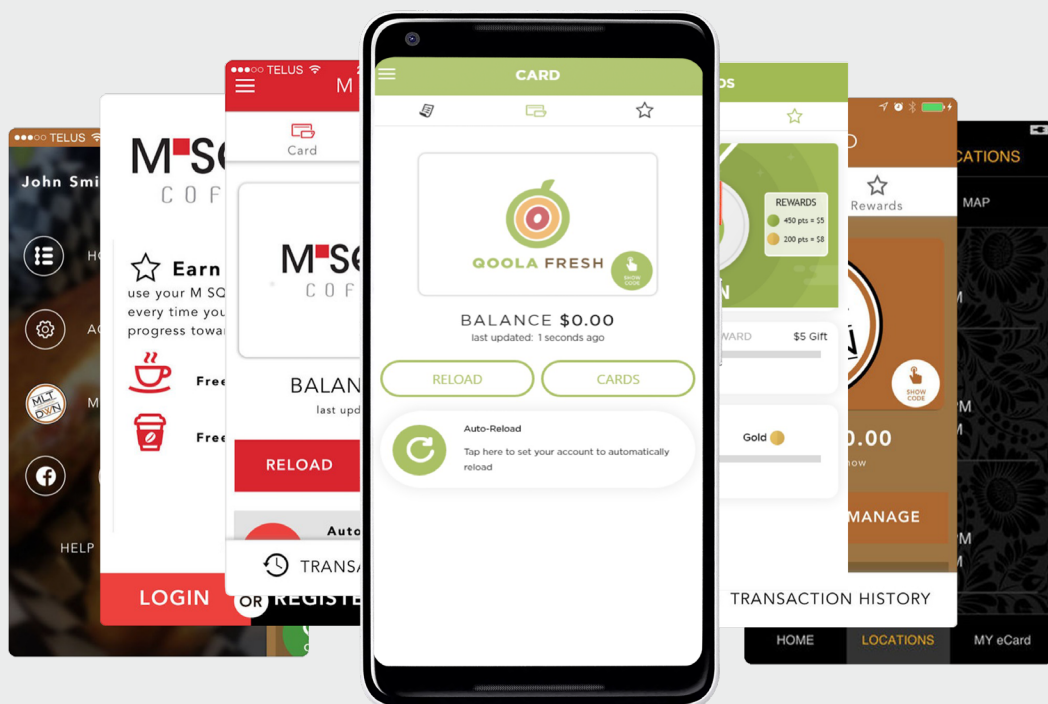 TELUS
John Smi
HELP
M SQ
COF
Earn
use your M SQ
every time you
progress towar
Free
Free
LOGIN
OR
REGISTE
TELUS
M
Card
M SQ
COF
BALAN
last upd
RELOAD
Auto
TRANSA
CARD
QOOLA FRESH
SHOW
CODE
BALANCE $0.00
last updated: 1 seconds ago
RELOAD
CARDS
Auto-Reload
Tap here to set your account to automatically
reload
DS
REWARDS
450 pts = $5
200 pts = $8
N
WARD
$5 Gift
Gold
Rewards
SHOW
CODE
0.00
now
MANAGE
TRANSACTION HISTORY
CATIONS
MAP
PM
M
PM
HOME
LOCATIONS
MY eCard
MLT
DWN